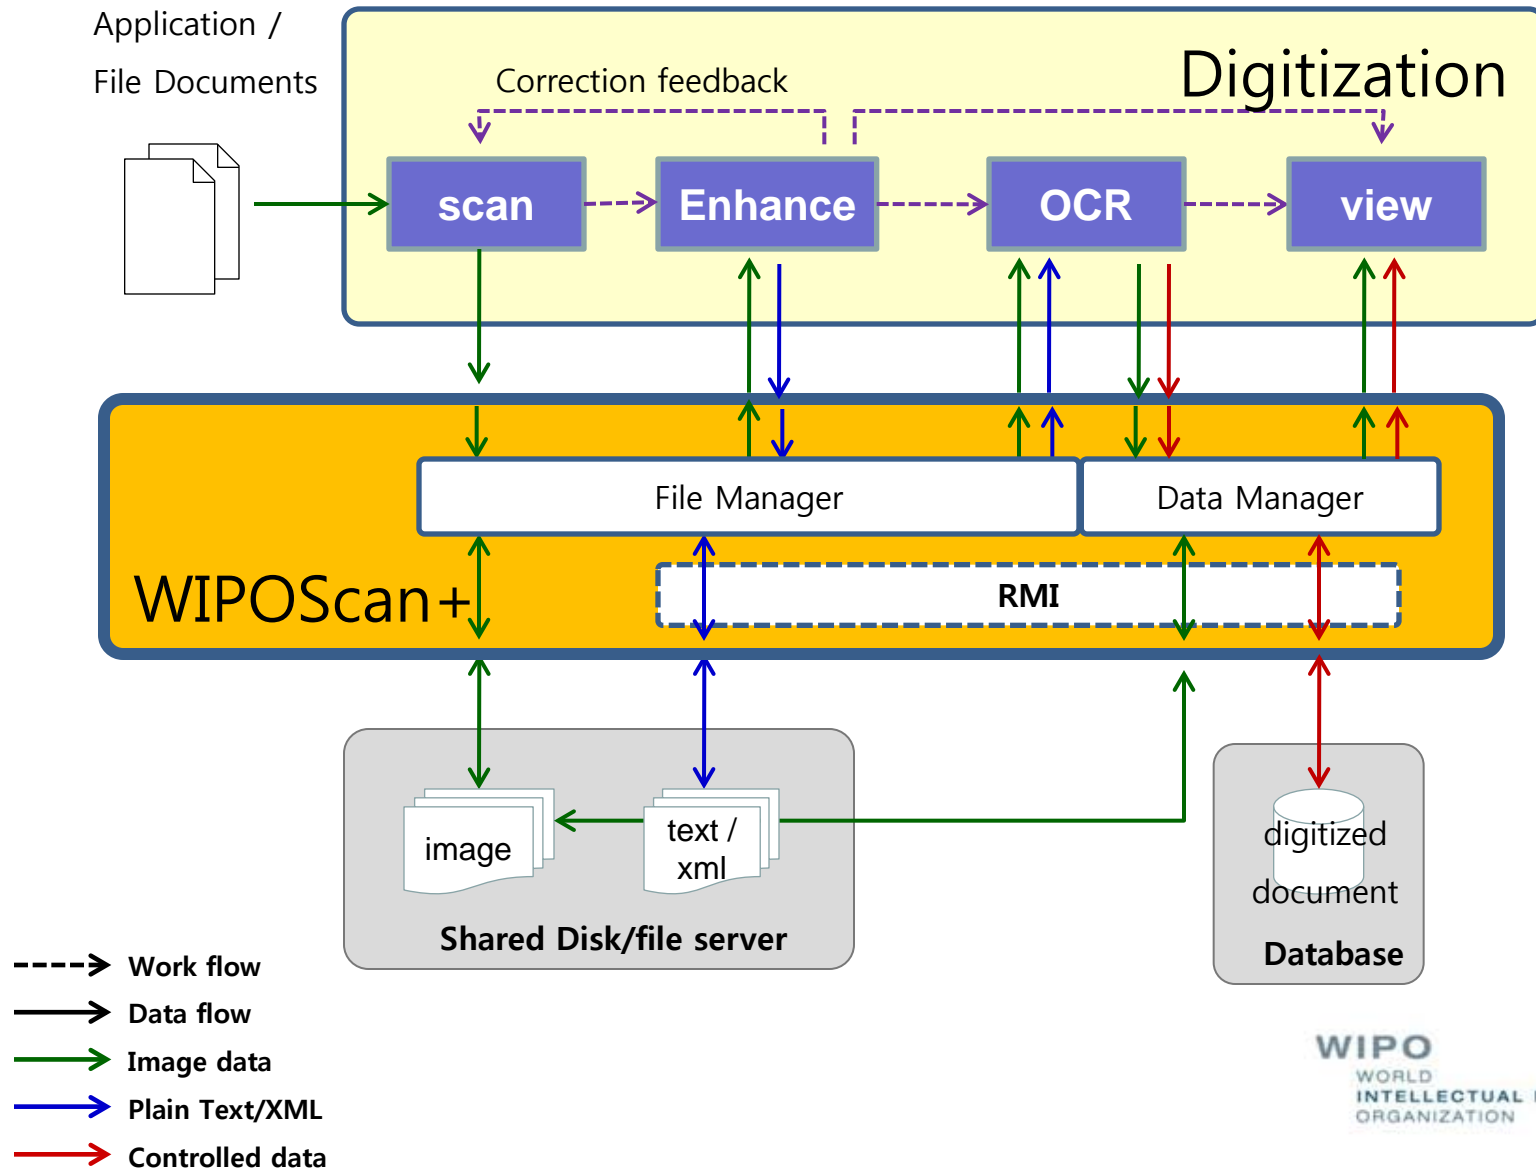 Application /
File Documents
Digitization
Correction feedback
scan
Enhance
OCR
view
File Manager
Data Manager
RMI
WIPOScan+
image
text /
xml
Shared Disk/file server
digitized
document
Database
Work flow
Data flow
Image data
Plain Text/XML
Controlled data
WIPO
WORLD
INTELLECTUAL
ORGANIZATION